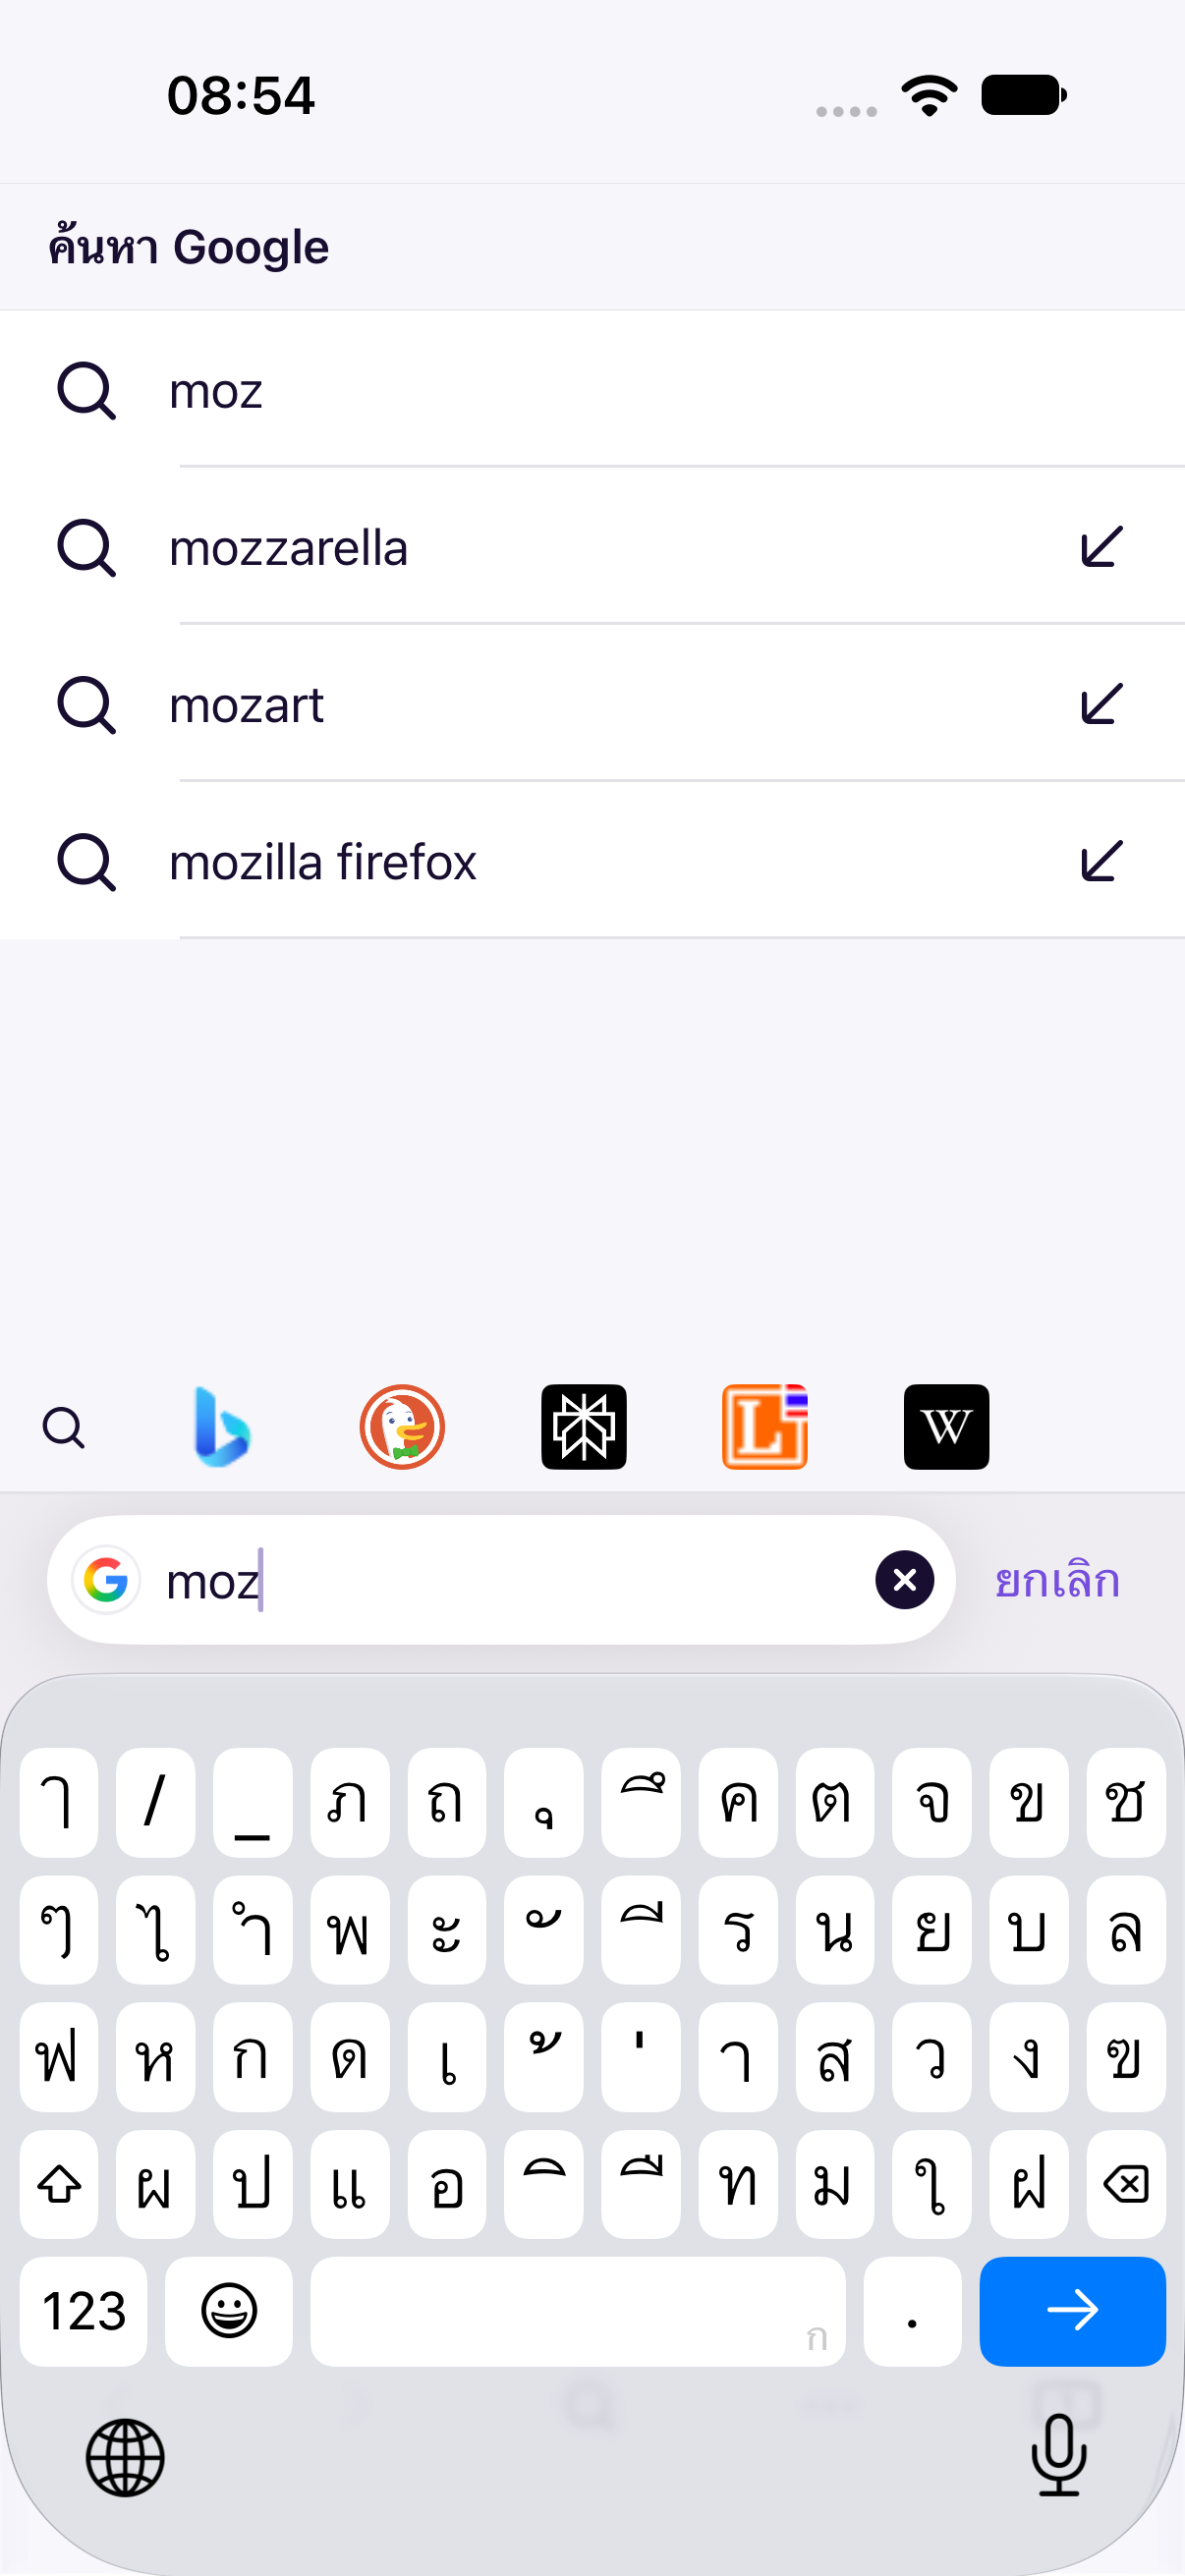 08:54
ค้นหา Google
moz
mozzarella
mozart
mozilla firefox
L W
moz ยกเลิก
ๅ / _ ภ ถ ุ ึ ค ต จ ข ช
ๆ ไ ำ พ ะ ั ี ร น ย บ ล
ฟ ห ก ด เ ้ ่ า ส ว ง ฃ
ผ ป แ อ ิ ื ท ม ใ ฝ
123 ก .